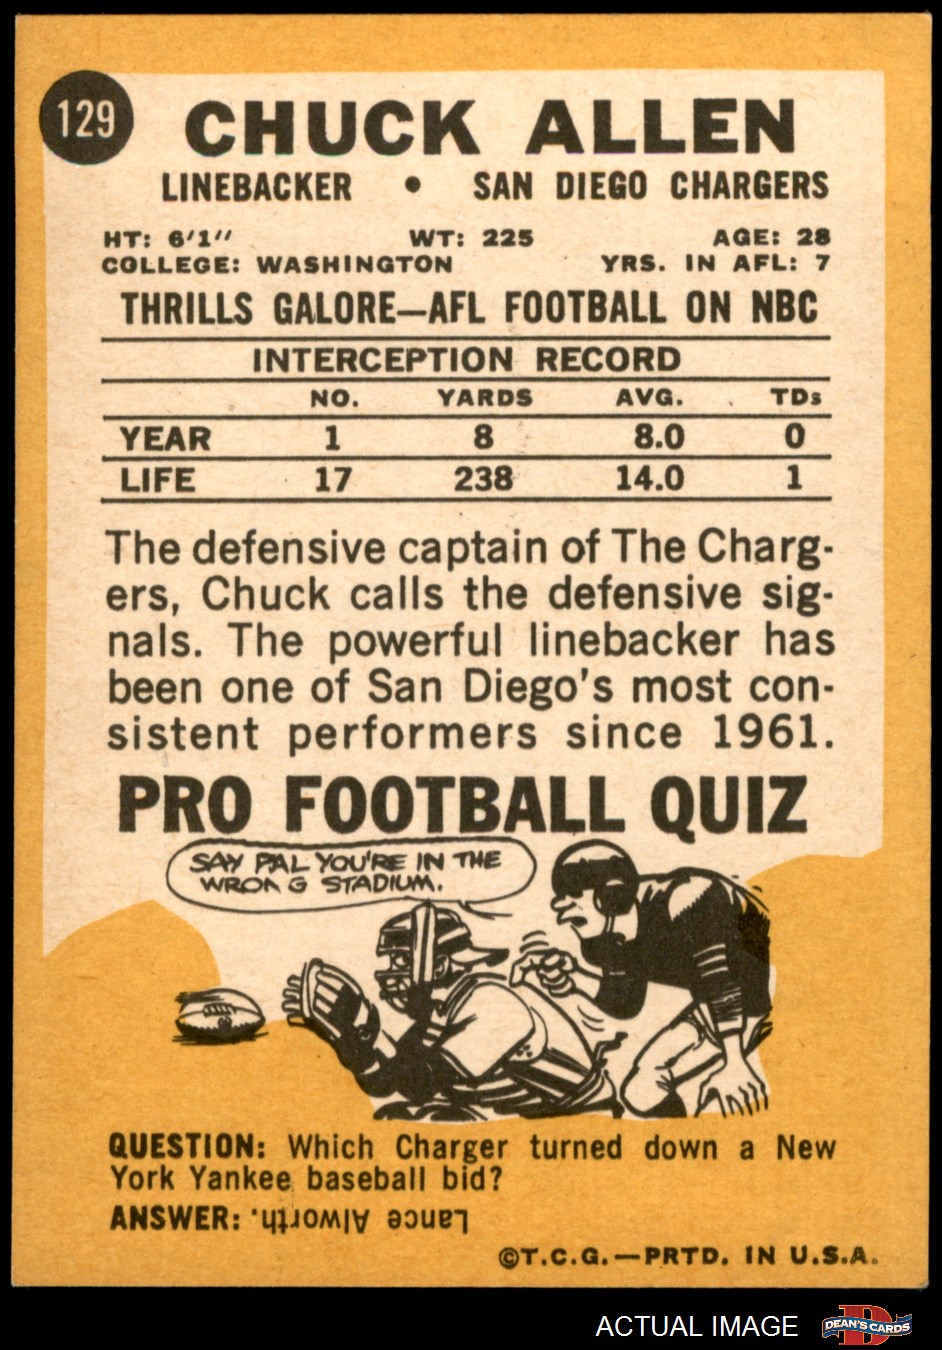 129
CHUCK ALLEN
LINEBACKER • SAN DIEGO CHARGERS
HT: 6'1" WT: 225 AGE: 28
COLLEGE: WASHINGTON YRS. IN AFL: 7
THRILLS GALORE—AFL FOOTBALL ON NBC
INTERCEPTION RECORD
NO. YARDS AVG. TDs
YEAR 1 8 8.0 0
LIFE 17 238 14.0 1
The defensive captain of The Charg-
ers, Chuck calls the defensive sig-
nals. The powerful linebacker has
been one of San Diego's most con-
sistent performers since 1961.
PRO FOOTBALL QUIZ
SAY PAL YOU'RE IN THE
WRONG STADIUM.
QUESTION: Which Charger turned down a New
York Yankee baseball bid?
ANSWER: Lance Alworth.
©T.C.G.—PRTD. IN U.S.A.
ACTUAL IMAGE
DEAN'S CARDS